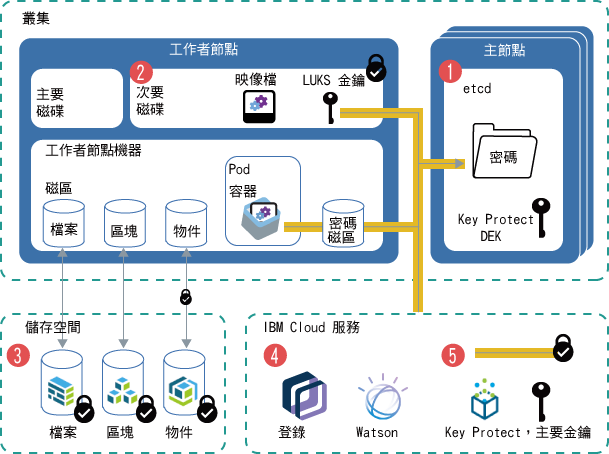 叢集
工作者節點
主節點
主要
磁碟
2
次要
磁碟
映像檔
LUKS 金鑰
1
etcd
密碼
Key Protect
DEK
工作者節點機器
磁區
檔案
區塊
物件
Pod
容器
密碼
磁區
儲存空間
3
檔案
區塊
物件
IBM Cloud 服務
4
登錄
Watson
5
Key Protect，主要金鑰